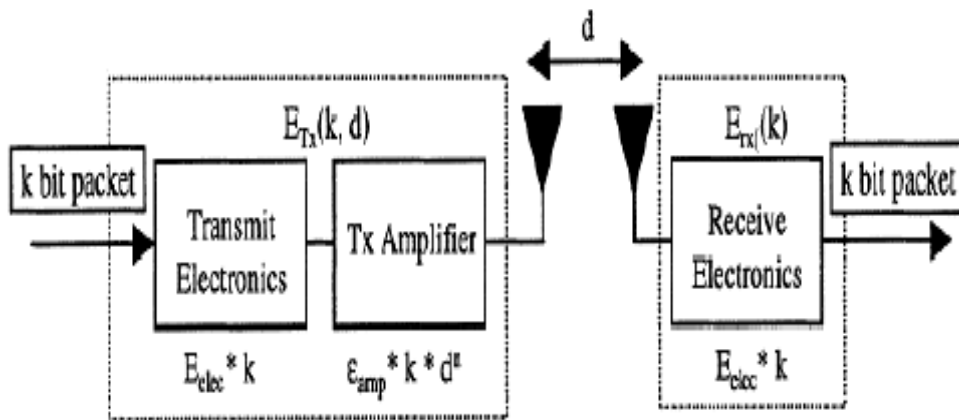 d
E_Tx(k, d)
E_rx((k)
k bit packet
Transmit
Electronics
Tx Amplifier
Receive
Electronics
k bit packet
E_elec * k
ε_amp * k * d^n
E_elec * k